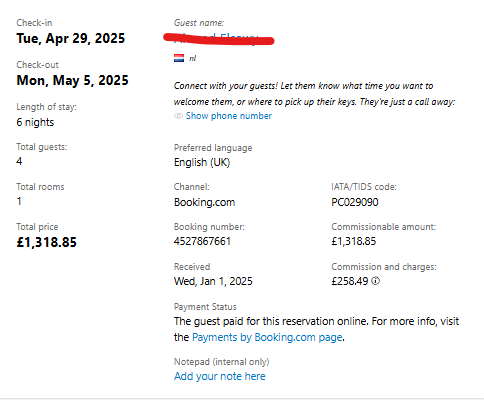 Check-in
Tue, Apr 29, 2025
Check-out
Mon, May 5, 2025
Length of stay:
6 nights
Total guests:
4
Total rooms
1
Total price
£1,318.85
Guest name:
nl
Connect with your guests! Let them know what time you want to
welcome them, or where to pick up their keys. They're just a call away:
Show phone number
Preferred language
English (UK)
Channel:
Booking.com
IATA/TIDS code:
PC029090
Booking number:
4527867661
Commissionable amount:
£1,318.85
Received
Wed, Jan 1, 2025
Commission and charges:
£258.49
Payment Status
The guest paid for this reservation online. For more info, visit
the Payments by Booking.com page.
Notepad (internal only)
Add your note here